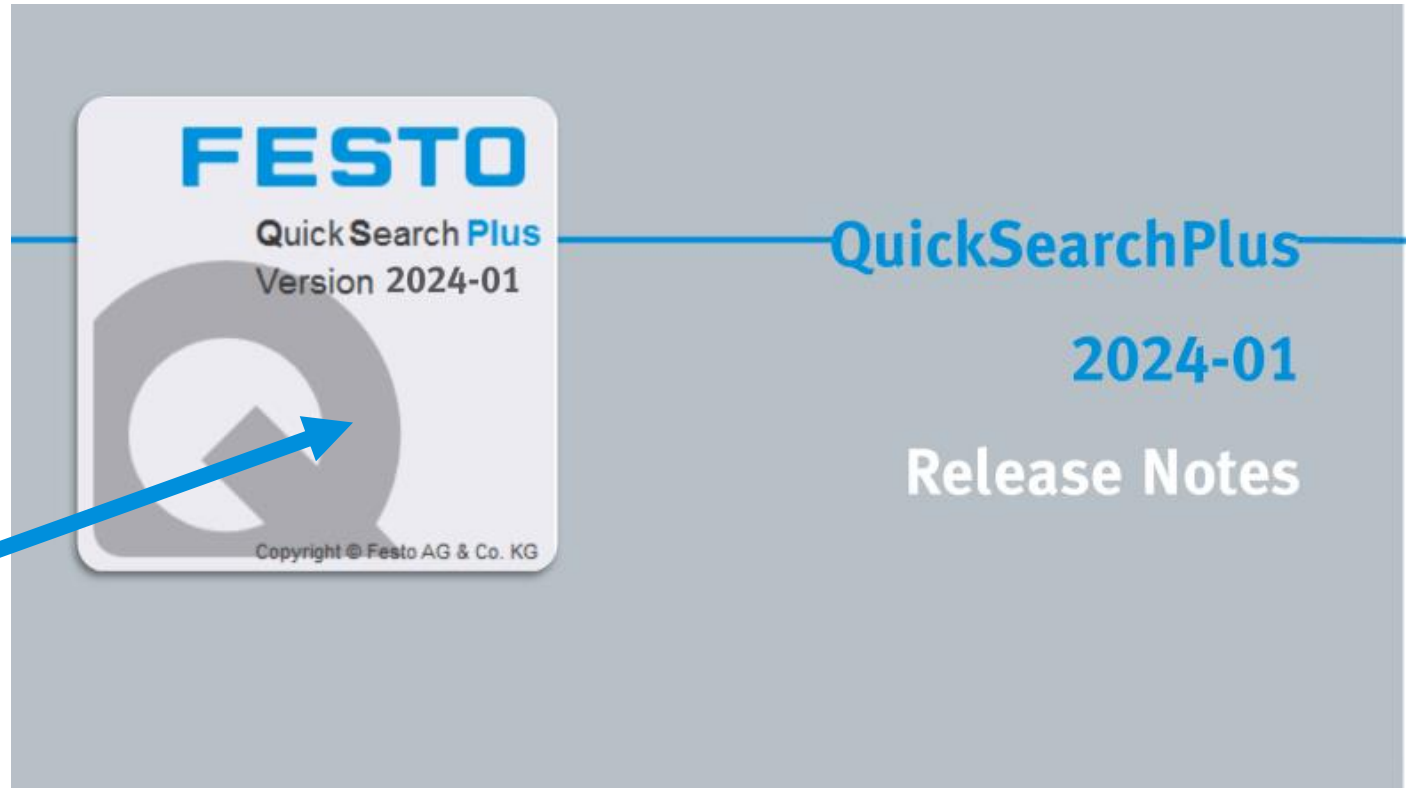 FESTO
QuickSearchPlus
Version 2024-01
Copyright © Festo AG & Co. KG
QuickSearchPlus
2024-01
Release Notes